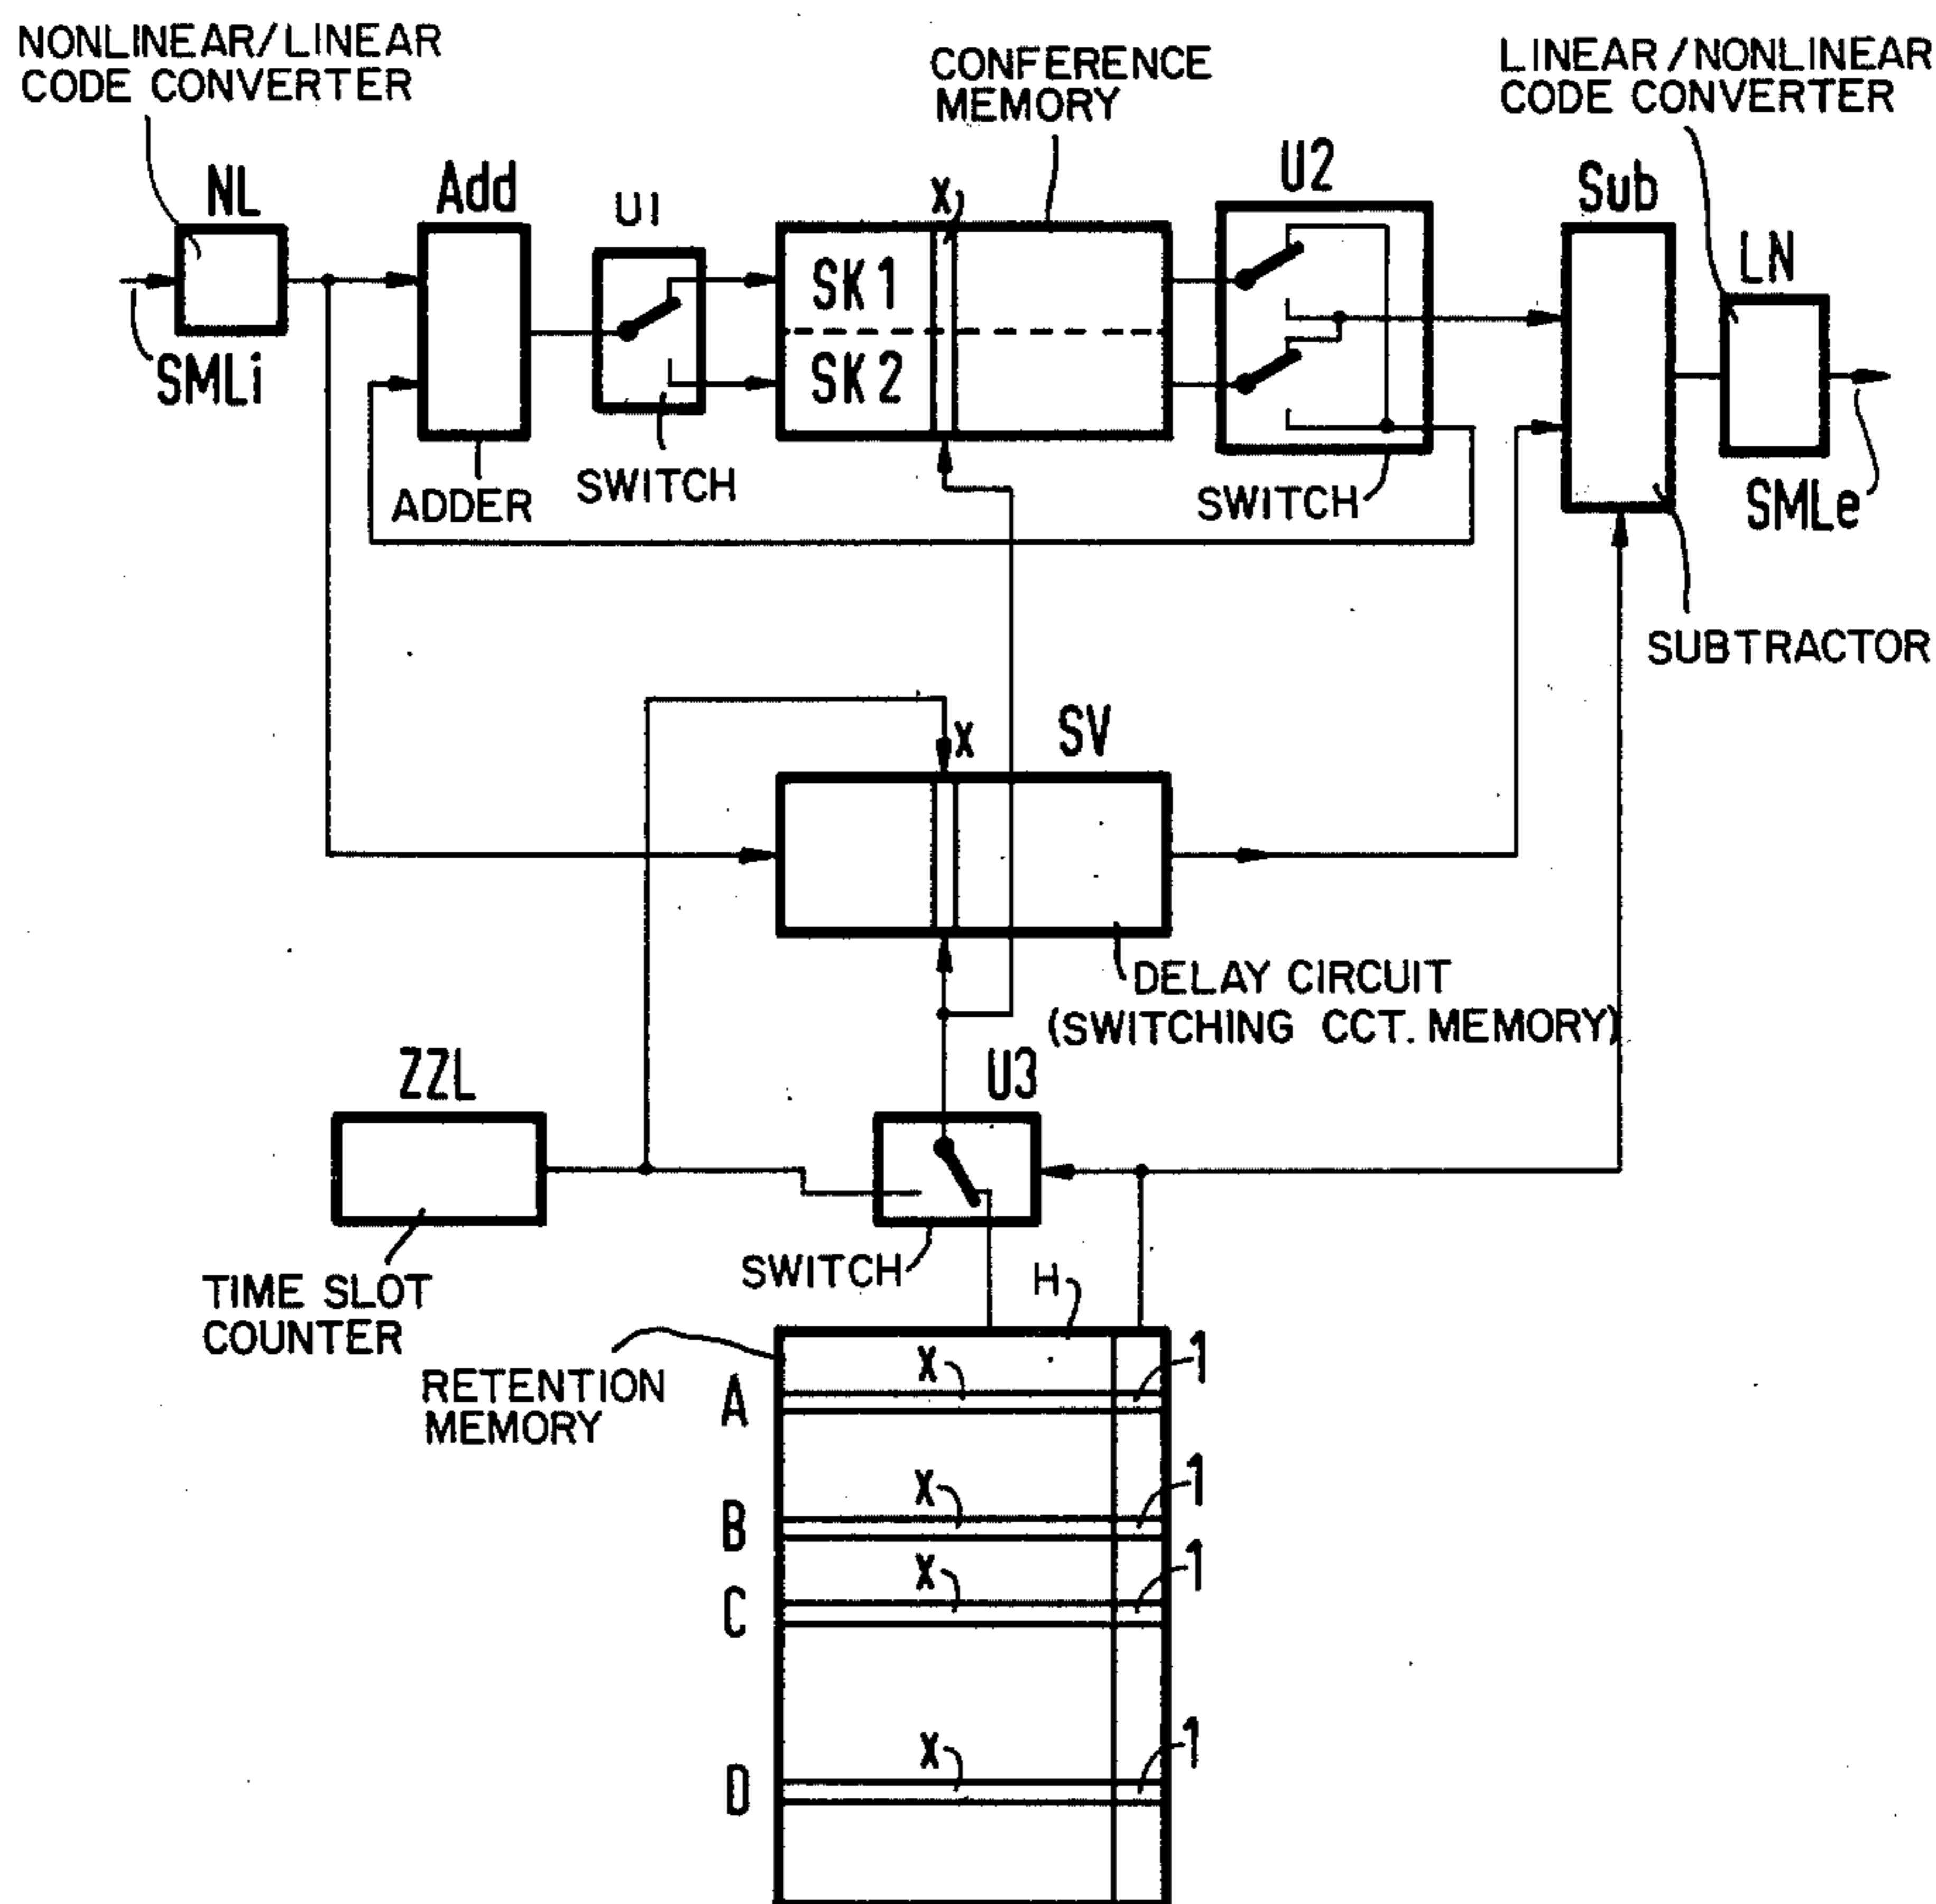 NONLINEAR/LINEAR
CODE CONVERTER
CONFERENCE
MEMORY
LINEAR/NONLINEAR
CODE CONVERTER
NL
Add
U1
X
U2
Sub
LN
SK1
SK2
SMLi
SMLe
ADDER
SWITCH
SWITCH
SUBTRACTOR
X
SV
DELAY CIRCUIT
(SWITCHING CCT. MEMORY)
ZZL
U3
SWITCH
TIME SLOT
COUNTER
H
RETENTION
MEMORY
X
1
A
X
1
B
X
1
C
X
1
D